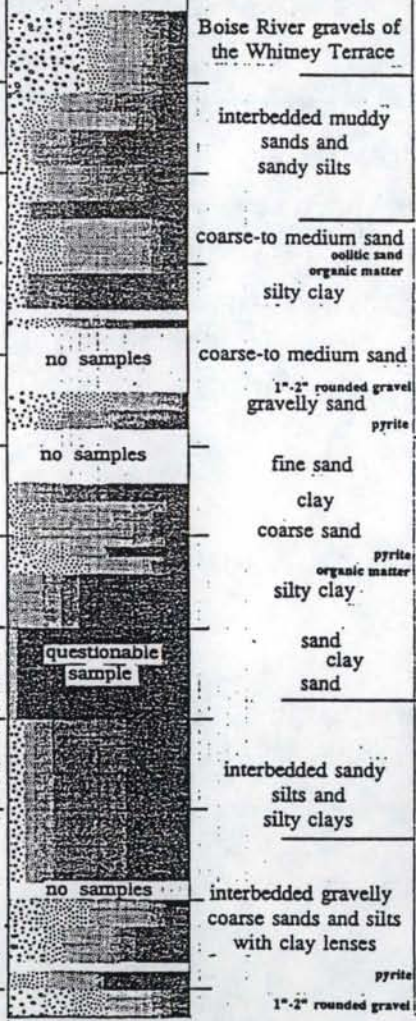 Boise River gravels of
the Whitney Terrace
interbedded muddy
sands and
sandy silts
coarse-to medium sand
oolitic sand
organic matter
silty clay
no samples
coarse-to medium sand
1"-2" rounded gravel
gravelly sand
pyrite
no samples
fine sand
clay
coarse sand
pyrite
organic matter
silty clay
questionable
sample
sand
clay
sand
interbedded sandy
silts and
silty clays
no samples
interbedded gravelly
coarse sands and silts
with clay lenses
pyrite
1"-2" rounded gravel